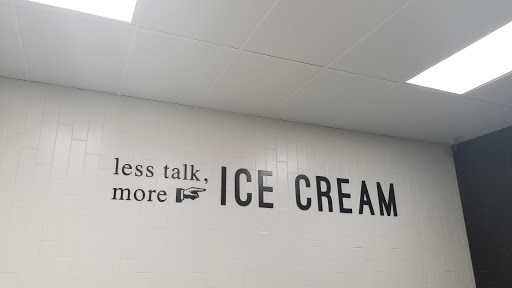 less talk,
more ICE CREAM